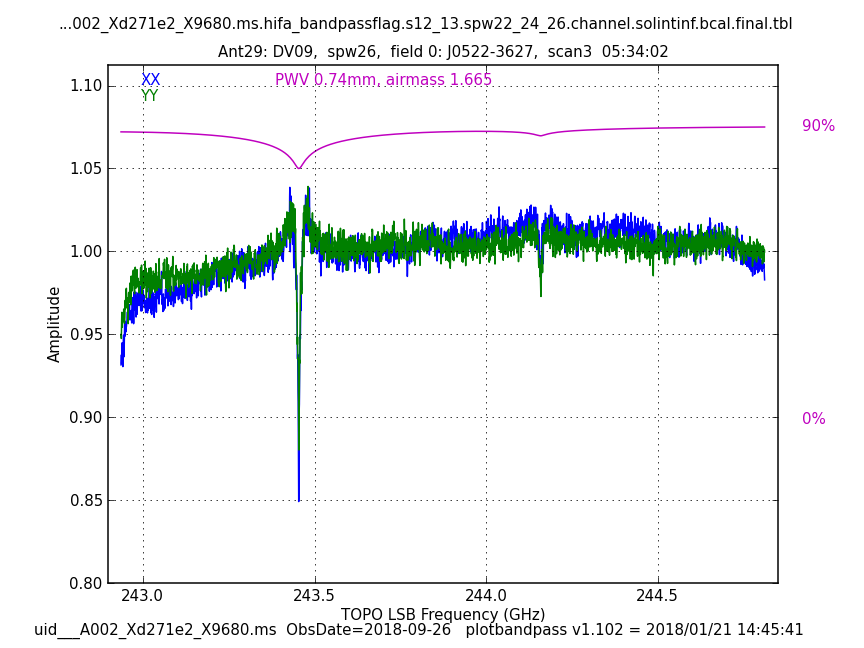 ...002_Xd271e2_X9680.ms.hifa_bandpassflag.s12_13.spw22_24_26.channel.solintinf.bcal.final.tbl
Ant29: DV09, spw26, field 0: J0522-3627, scan3 05:34:02
XX
YY
PWV 0.74mm, airmass 1.665
1.10
1.05
1.00
0.95
0.90
0.85
0.80
Amplitude
90%
0%
243.0 243.5 244.0 244.5
TOPO LSB Frequency (GHz)
uid___A002_Xd271e2_X9680.ms ObsDate=2018-09-26 plotbandpass v1.102 = 2018/01/21 14:45:41